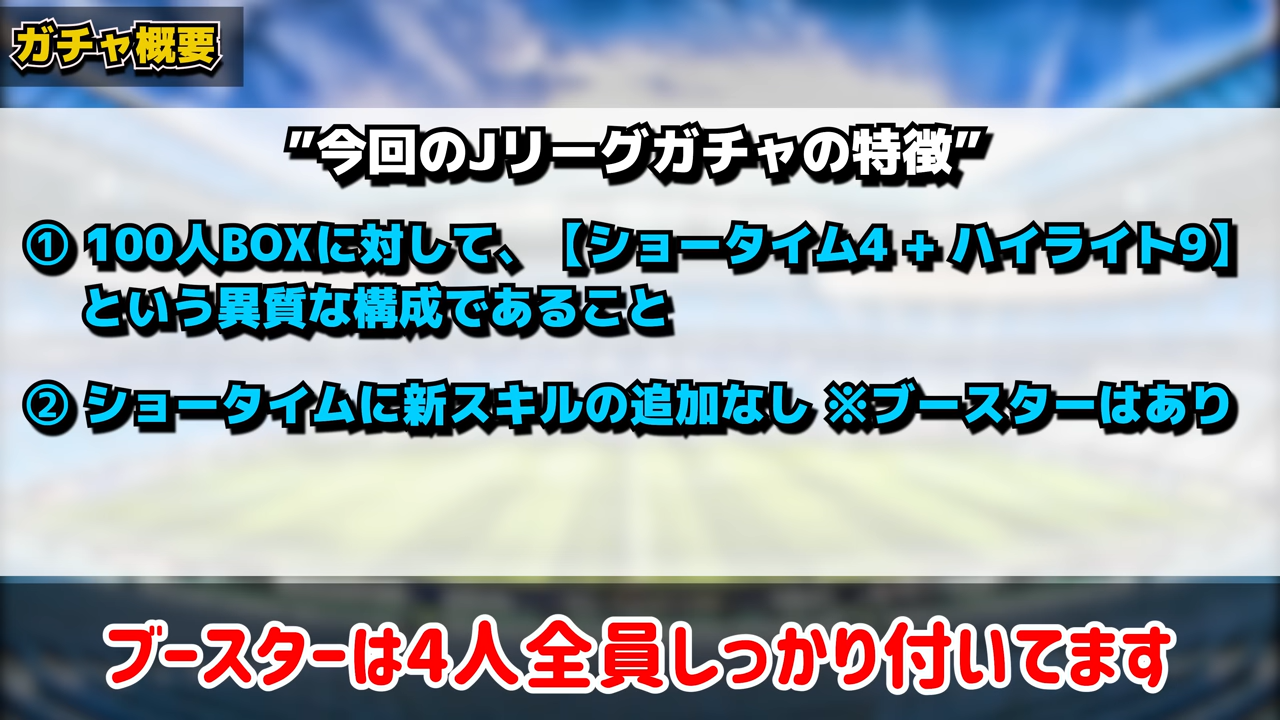 ガチャ概要
”今回のJリーグガチャの特徴”
① 100人BOXに対して、【ショータイム4 + ハイライト9】
という異質な構成であること
② ショータイムに新スキルの追加なし ※ブースターはあり
ブースターは4人全員しっかり付いてます